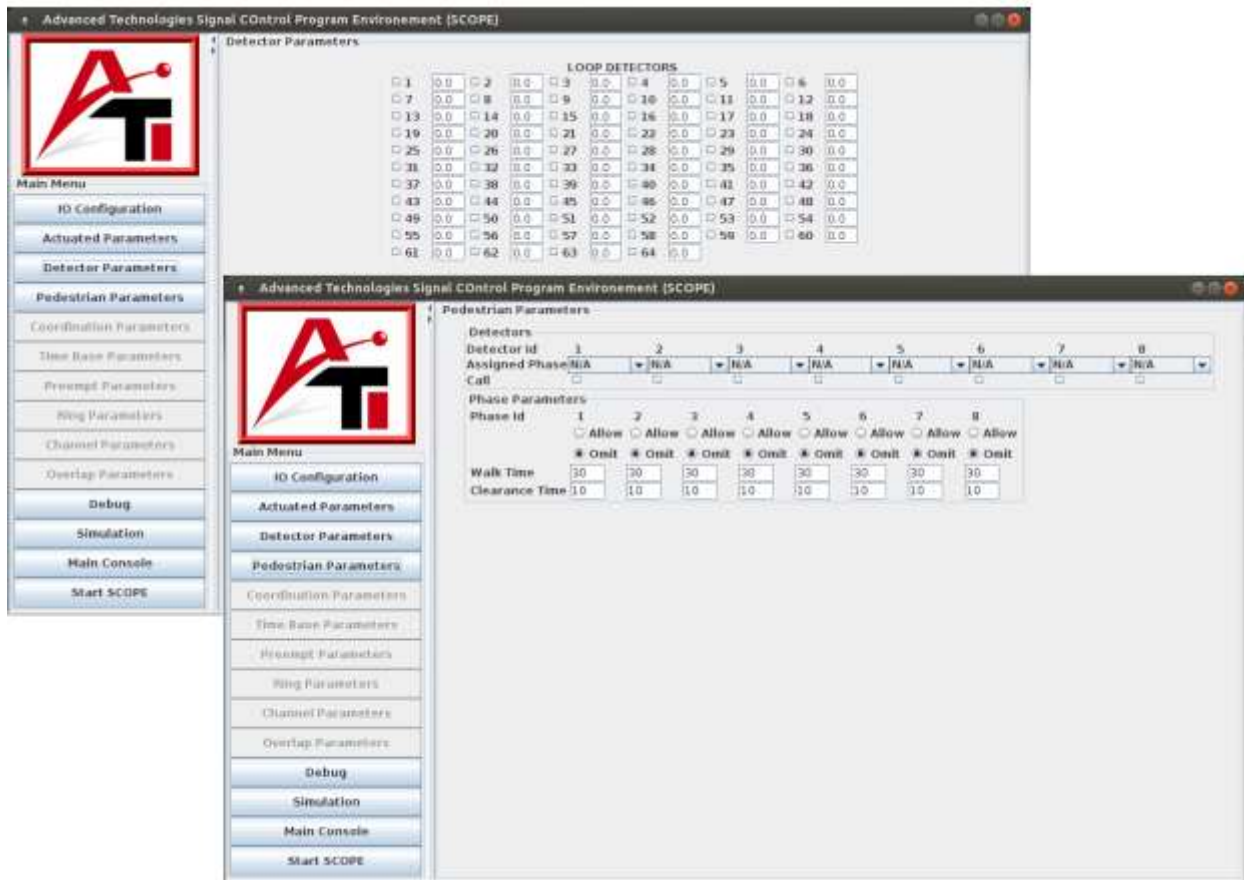 Advanced Technologies Signal COntrol Program Environement (SCOPE)
ATi
Main Menu
IO Configuration
Actuated Parameters
Detector Parameters
Pedestrian Parameters
Coordination Parameters
Time Base Parameters
Preempt Parameters
Ring Parameters
Channel Parameters
Overlap Parameters
Debug
Simulation
Main Console
Start SCOPE
Detector Parameters
LOOP DETECTORS
1 0.0 2 0.0 3 0.0 4 0.0 5 0.0 6 0.0
7 0.0 8 0.0 9 0.0 10 0.0 11 0.0 12 0.0
13 0.0 14 0.0 15 0.0 16 0.0 17 0.0 18 0.0
19 0.0 20 0.0 21 0.0 22 0.0 23 0.0 24 0.0
25 0.0 26 0.0 27 0.0 28 0.0 29 0.0 30 0.0
31 0.0 32 0.0 33 0.0 34 0.0 35 0.0 36 0.0
37 0.0 38 0.0 39 0.0 40 0.0 41 0.0 42 0.0
43 0.0 44 0.0 45 0.0 46 0.0 47 0.0 48 0.0
49 0.0 50 0.0 51 0.0 52 0.0 53 0.0 54 0.0
55 0.0 56 0.0 57 0.0 58 0.0 59 0.0 60 0.0
61 0.0 62 0.0 63 0.0 64 0.0
Advanced Technologies Signal COntrol Program Environement (SCOPE)
ATi
Main Menu
IO Configuration
Actuated Parameters
Detector Parameters
Pedestrian Parameters
Coordination Parameters
Time Base Parameters
Preempt Parameters
Ring Parameters
Channel Parameters
Overlap Parameters
Debug
Simulation
Main Console
Start SCOPE
Pedestrian Parameters
Detectors
Detector Id 1 2 3 4 5 6 7 8
Assigned Phase N/A N/A N/A N/A N/A N/A N/A N/A
Call
Phase Parameters
Phase Id 1 2 3 4 5 6 7 8
Allow Allow Allow Allow Allow Allow Allow Allow
Omit Omit Omit Omit Omit Omit Omit Omit
Walk Time 30 30 30 30 30 30 30 30
Clearance Time 10 10 10 10 10 10 10 10